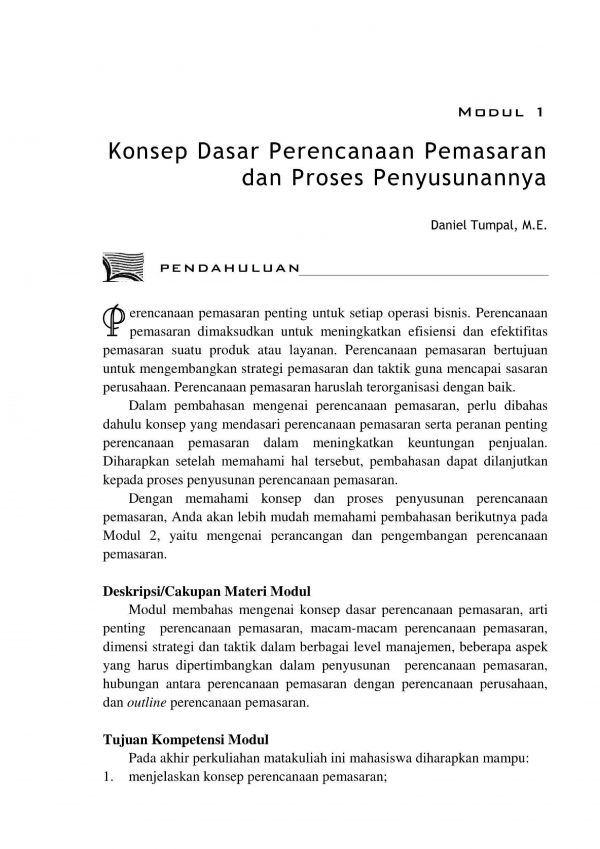 Modul 1
Konsep Dasar Perencanaan Pemasaran
dan Proses Penyusunannya
Daniel Tumpal, M.E.
PENDAHULUAN
Perencanaan pemasaran penting untuk setiap operasi bisnis. Perencanaan
pemasaran dimaksudkan untuk meningkatkan efisiensi dan efektifitas
pemasaran suatu produk atau layanan. Perencanaan pemasaran bertujuan
untuk mengembangkan strategi pemasaran dan taktik guna mencapai sasaran
perusahaan. Perencanaan pemasaran haruslah terorganisasi dengan baik.
Dalam pembahasan mengenai perencanaan pemasaran, perlu dibahas
dahulu konsep yang mendasari perencanaan pemasaran serta peranan penting
perencanaan pemasaran dalam meningkatkan keuntungan penjualan.
Diharapkan setelah memahami hal tersebut, pembahasan dapat dilanjutkan
kepada proses penyusunan perencanaan pemasaran.
Dengan memahami konsep dan proses penyusunan perencanaan
pemasaran, Anda akan lebih mudah memahami pembahasan berikutnya pada
Modul 2, yaitu mengenai perancangan dan pengembangan perencanaan
pemasaran.
Deskripsi/Cakupan Materi Modul
Modul membahas mengenai konsep dasar perencanaan pemasaran, arti
penting perencanaan pemasaran, macam-macam perencanaan pemasaran,
dimensi strategi dan taktik dalam berbagai level manajemen, beberapa aspek
yang harus dipertimbangkan dalam penyusunan perencanaan pemasaran,
hubungan antara perencanaan pemasaran dengan perencanaan perusahaan,
dan outline perencanaan pemasaran.
Tujuan Kompetensi Modul
Pada akhir perkuliahan matakuliah ini mahasiswa diharapkan mampu:
1. menjelaskan konsep perencanaan pemasaran;